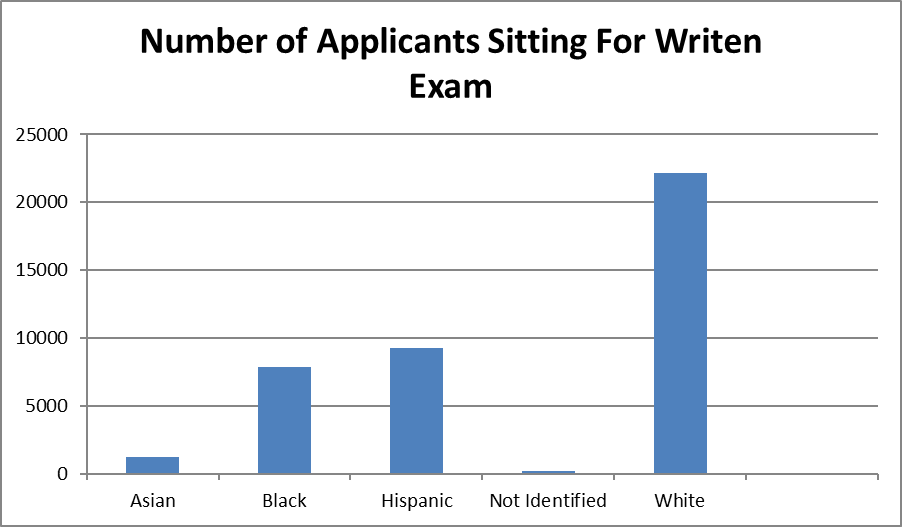 Number of Applicants Sitting For Writen
Exam
25000
20000
15000
10000
5000
0
Asian Black Hispanic Not Identified White